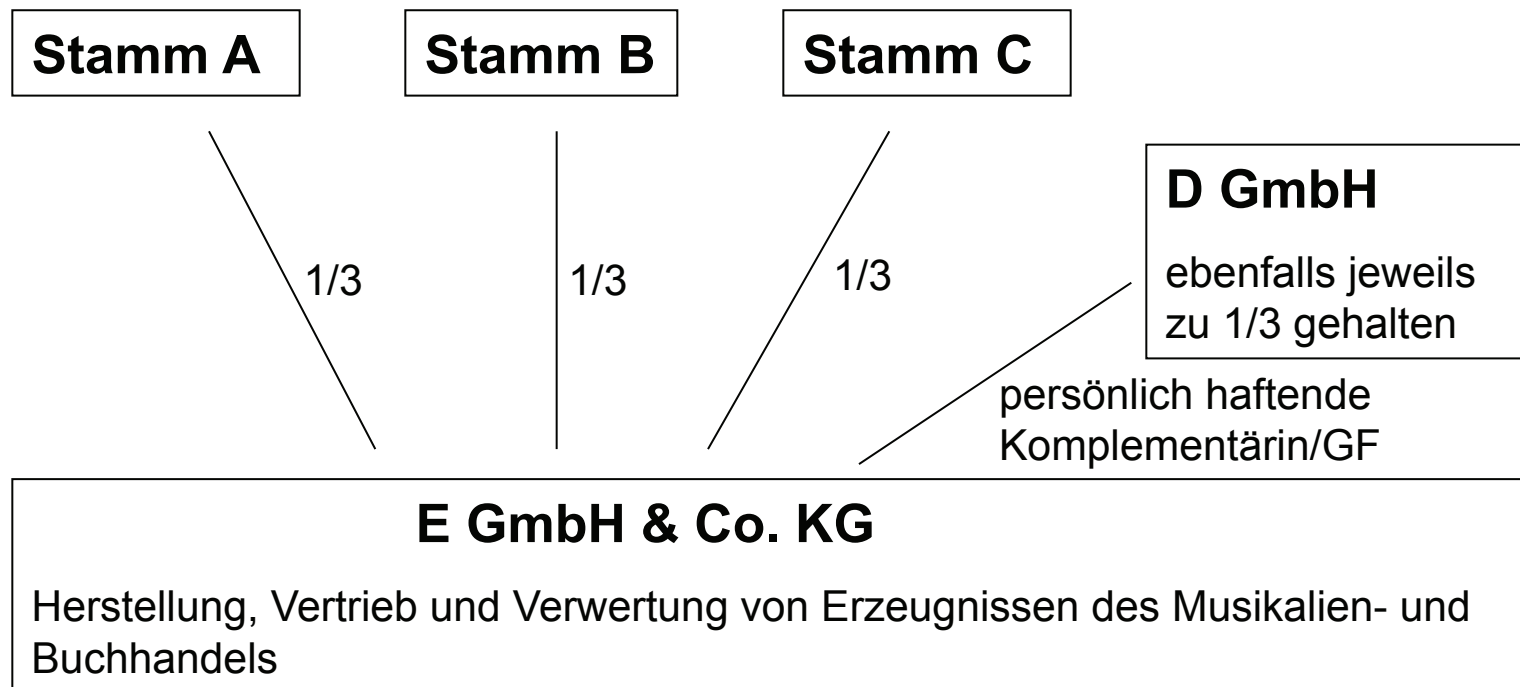 Stamm A
Stamm B
Stamm C
D GmbH
ebenfalls jeweils
zu 1/3 gehalten
1/3
1/3
1/3
persönlich haftende
Komplementärin/GF
E GmbH & Co. KG
Herstellung, Vertrieb und Verwertung von Erzeugnissen des Musikalien- und
Buchhandels